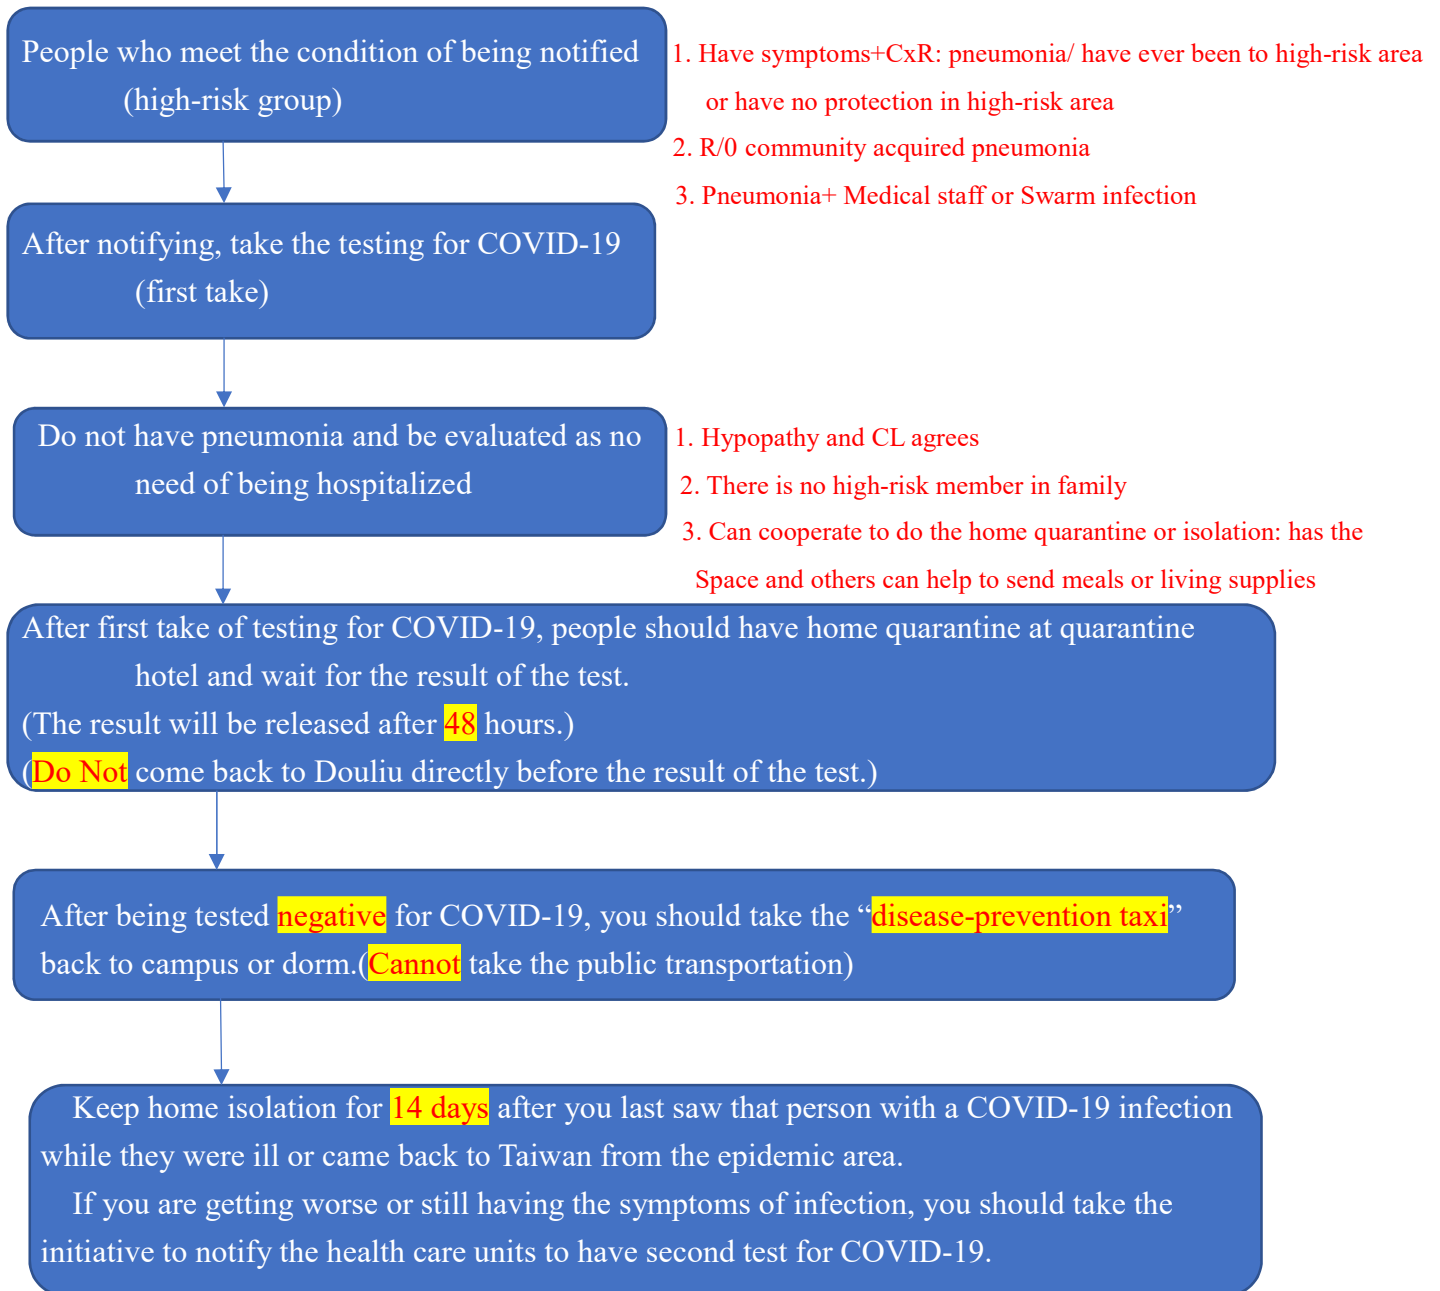 People who meet the condition of being notified
(high-risk group)
1. Have symptoms+CxR: pneumonia/ have ever been to high-risk area
or have no protection in high-risk area
2. R/0 community acquired pneumonia
3. Pneumonia+ Medical staff or Swarm infection
After notifying, take the testing for COVID-19
(first take)
Do not have pneumonia and be evaluated as no
need of being hospitalized
1. Hypopathy and CL agrees
2. There is no high-risk member in family
3. Can cooperate to do the home quarantine or isolation: has the
Space and others can help to send meals or living supplies
After first take of testing for COVID-19, people should have home quarantine at quarantine
hotel and wait for the result of the test.
(The result will be released after 48 hours.)
(Do Not come back to Douliu directly before the result of the test.)
After being tested negative for COVID-19, you should take the “disease-prevention taxi”
back to campus or dorm.(Cannot take the public transportation)
Keep home isolation for 14 days after you last saw that person with a COVID-19 infection
while they were ill or came back to Taiwan from the epidemic area.
If you are getting worse or still having the symptoms of infection, you should take the
initiative to notify the health care units to have second test for COVID-19.